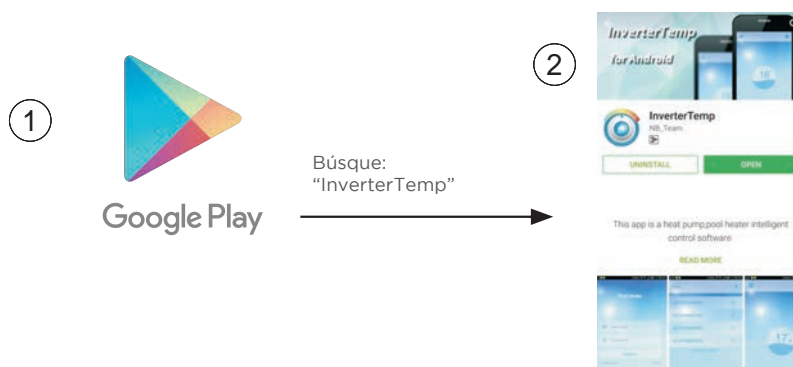 1
Google Play
Búsque:
“InverterTemp”
2
InverterTemp
for Android
InverterTemp
NB_Team
UNINSTALL
OPEN
This app is a heat pump,pool heater intelligent
control software
READ MORE